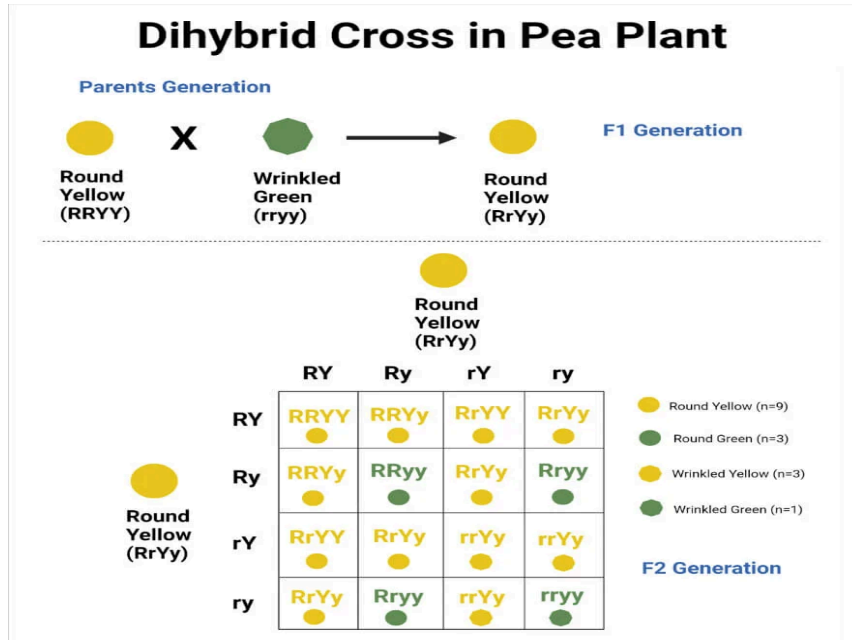 Dihybrid Cross in Pea Plant
Parents Generation
X
F1 Generation
Round
Yellow
(RRYY)
Wrinkled
Green
(rryy)
Round
Yellow
(RrYy)
Round
Yellow
(RrYy)
RY Ry rY ry
RY RRYY RRYy RrYY RrYy
Ry RRYy RRyy RrYy Rryy
rY RrYY RrYy rrYy rrYy
ry RrYy Rryy rrYy rryy
Round
Yellow
(RrYy)
Round Yellow (n=9)
Round Green (n=3)
Wrinkled Yellow (n=3)
Wrinkled Green (n=1)
F2 Generation